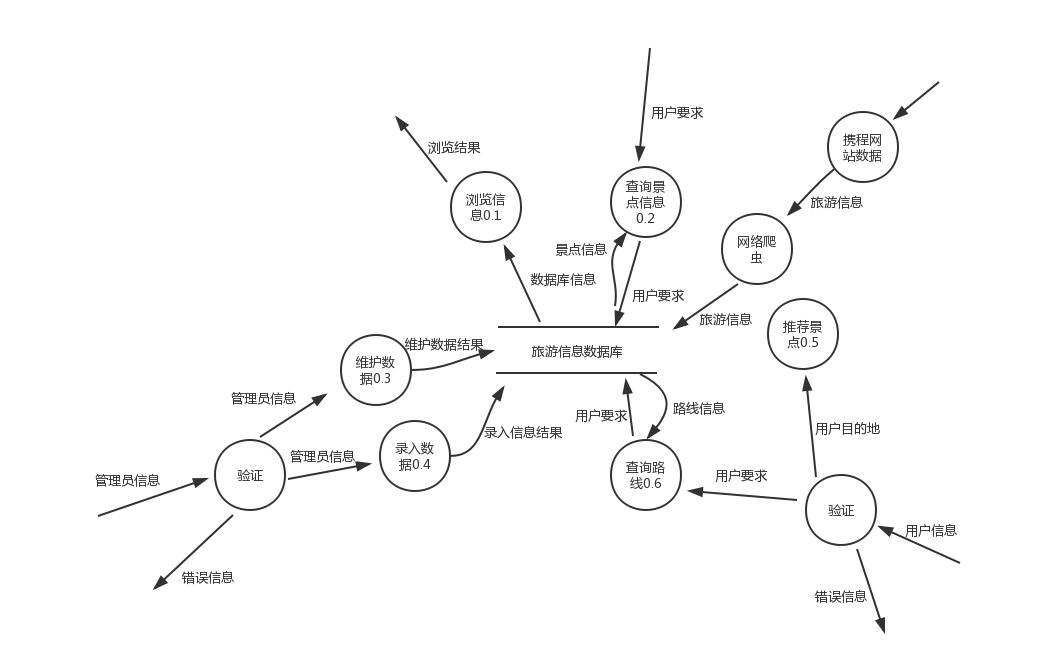 用户要求
携程网
站数据
浏览结果
查询景
点信息
0.2
浏览信
息0.1
旅游信息
网络爬
虫
景点信息
数据库信息
用户要求
旅游信息
推荐景
点0.5
维护数据结果
旅游信息数据库
维护数
据0.3
管理员信息
路线信息
用户要求
用户目的地
录入信息结果
录入数
据0.4
管理员信息
验证
管理员信息
查询路
线0.6
用户要求
验证
用户信息
错误信息
错误信息